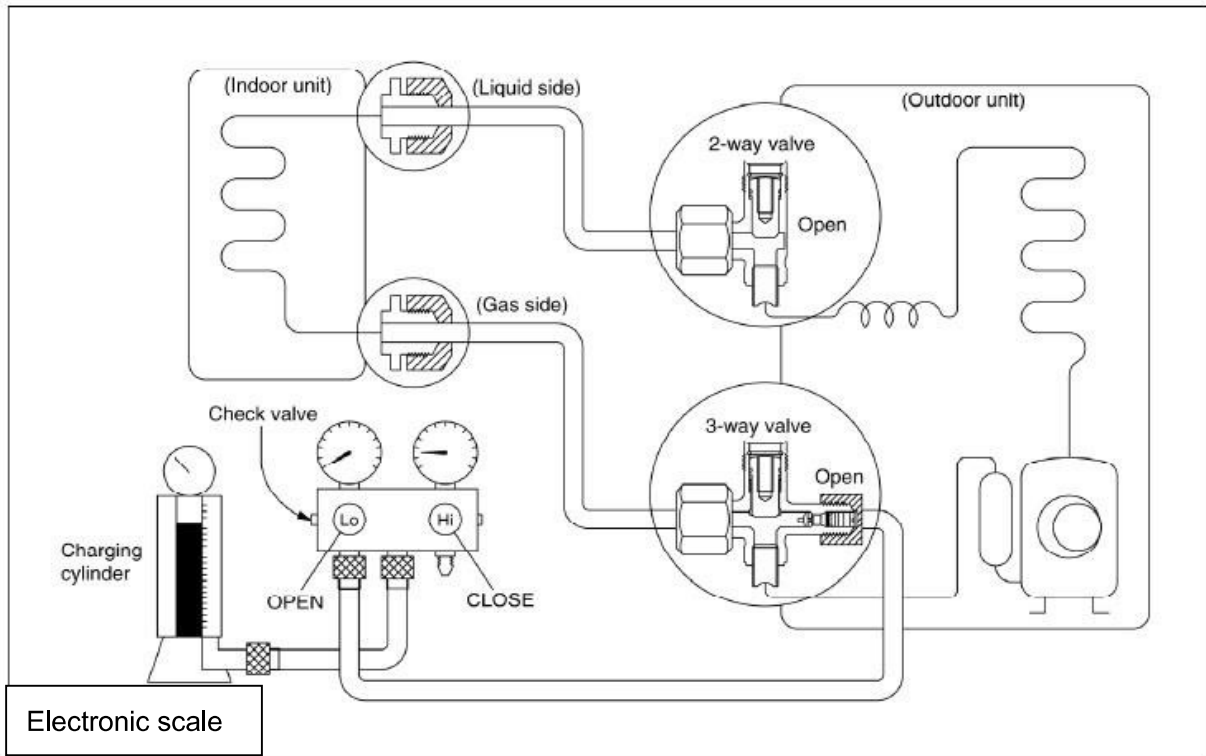 (Indoor unit)
(Liquid side)
(Outdoor unit)
2-way valve
Open
(Gas side)
3-way valve
Open
Check valve
Lo
Hi
Charging
cylinder
OPEN
CLOSE
Electronic scale